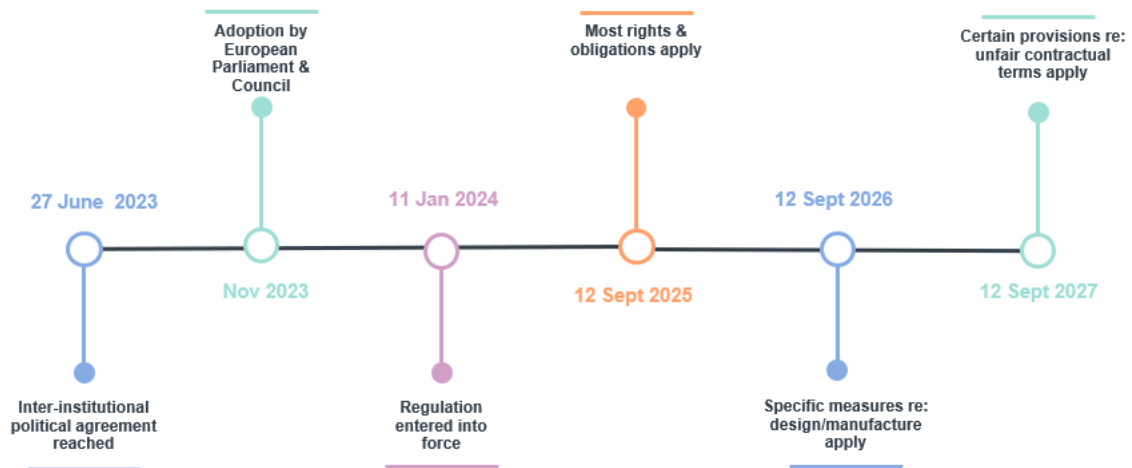 Adoption by
European
Parliament &
Council
Most rights &
obligations apply
Certain provisions re:
unfair contractual
terms apply
27 June 2023
11 Jan 2024
12 Sept 2026
Nov 2023
12 Sept 2025
12 Sept 2027
Inter-institutional
political agreement
reached
Regulation
entered into
force
Specific measures re:
design/manufacture
apply